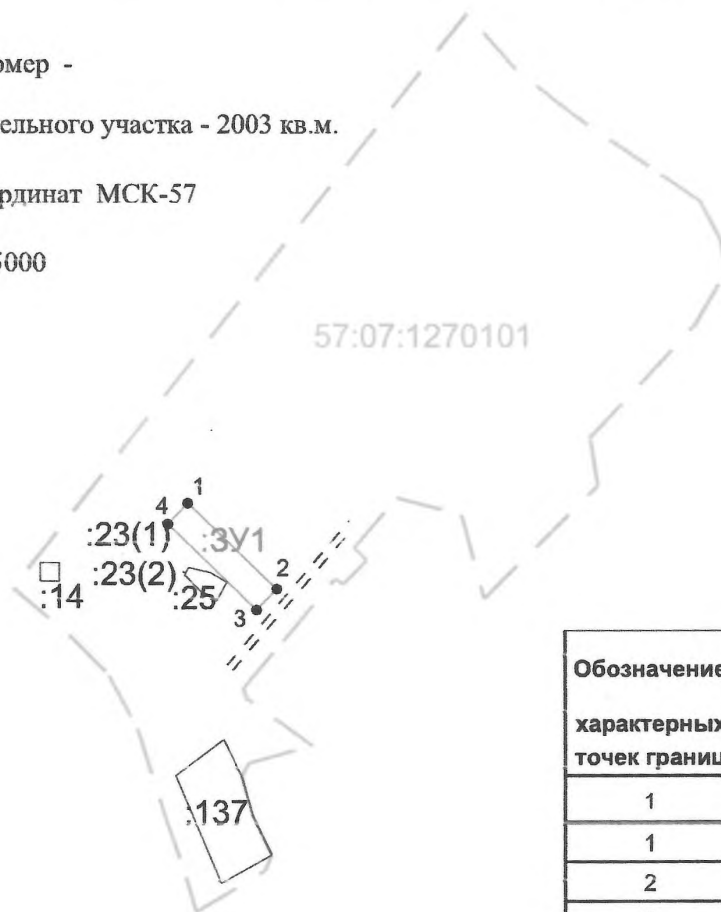 омер -
ельного участка - 2003 кв.м.
рдинат МСК-57
5000
57:07:1270101
1
4
:23(1)
:ЗУ1
:23(2)
2
:14
:25
3
:137
Обозначение
характерных
точек границ
1
1
2